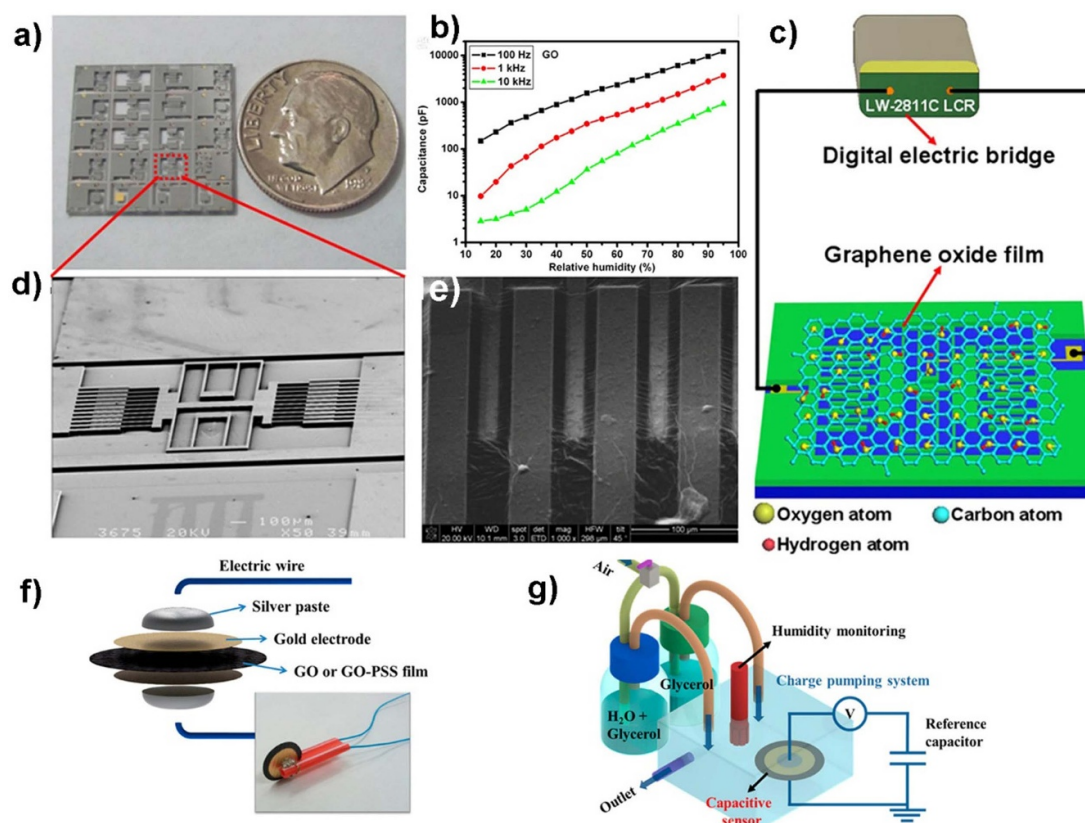 a)
LIBERTY
b)
100 Hz GO
1 kHz
10 kHz
Capacitance (pF)
10000
1000
100
10
1
10 20 30 40 50 60 70 80 90 100
Relative humidity (%)
c)
LW-2811C LCR
Digital electric bridge
Graphene oxide film
Oxygen atom
Carbon atom
Hydrogen atom
d)
3675 20KV 100μm X50 39mm
e)
HV WD spot det mag HFW tilt
20.00 kV 10.1 mm 3.0 ETD 1 000 x 298 μm 45° 100 μm
f)
Electric wire
Silver paste
Gold electrode
GO or GO-PSS film
g)
Air
Humidity monitoring
Glycerol
Charge pumping system
H2O +
Glycerol
V
Reference
capacitor
Outlet
Capacitive
sensor